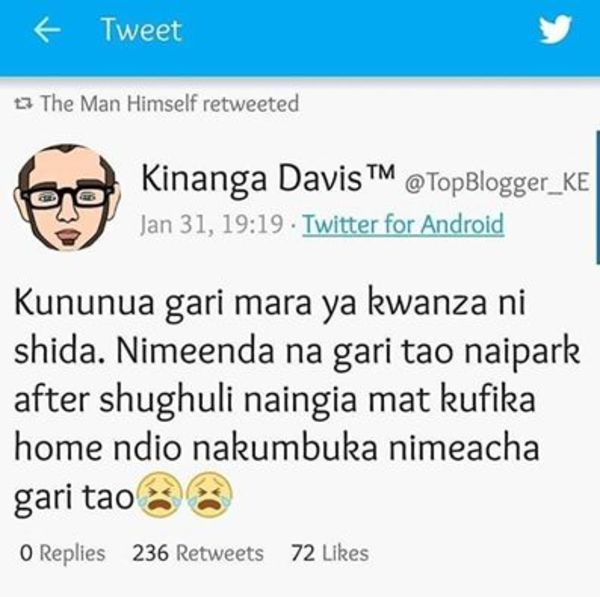 Tweet
The Man Himself retweeted
Kinanga Davis™ @TopBlogger_KE
Jan 31, 19:19 · Twitter for Android
Kununua gari mara ya kwanza ni
shida. Nimeenda na gari tao naipark
after shughuli naingia mat kufika
home ndio nakumbuka nimeacha
gari tao😭😭
0 Replies 236 Retweets 72 Likes